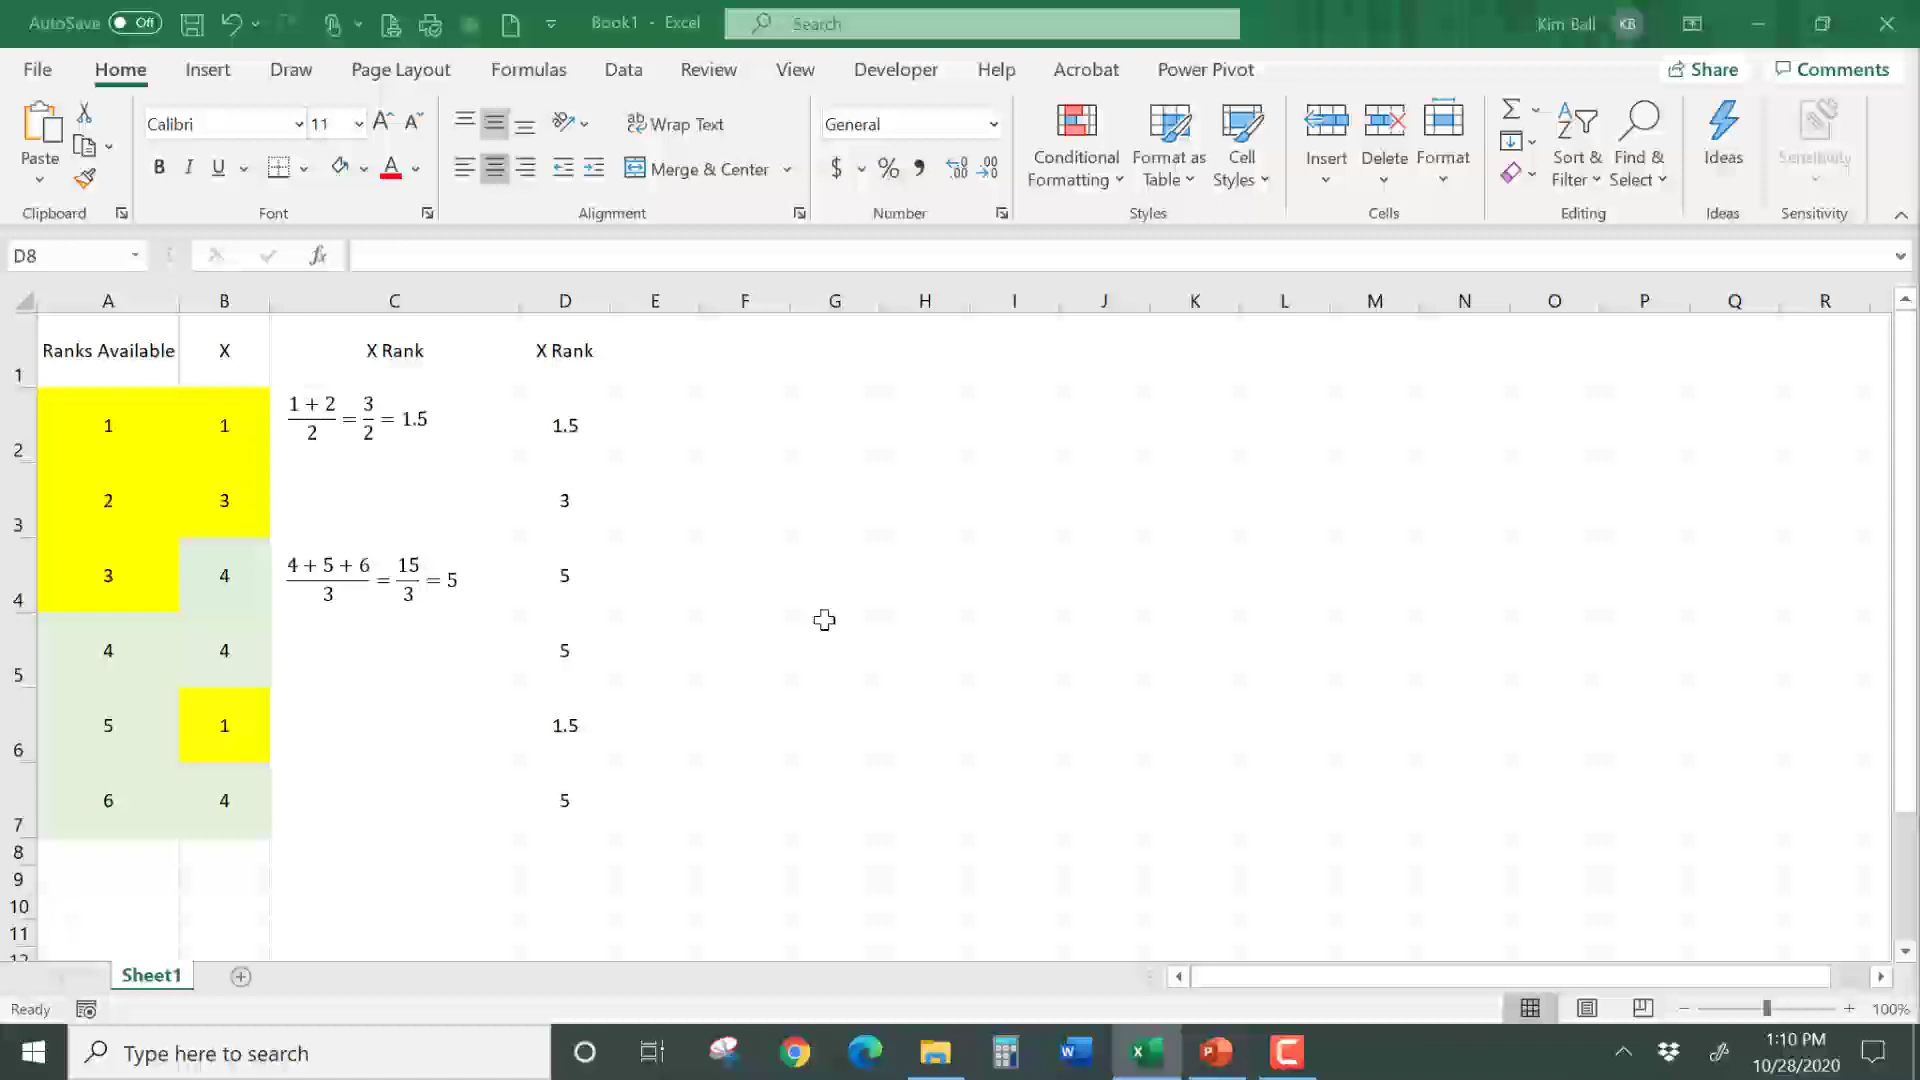 AutoSave Off Book1 - Excel Search Kim Ball KB
File Home Insert Draw Page Layout Formulas Data Review View Developer Help Acrobat Power Pivot Share Comments
Paste
Clipboard
Calibri 11
B I U A
Font
Wrap Text
Merge & Center
Alignment
General
$ %
Number
Conditional Formatting
Format as Table
Cell Styles
Styles
Insert Delete Format
Cells
Sort & Filter
Find & Select
Editing
Ideas
Ideas
Sensitivity
Sensitivity
D8 fx
A B C D E F G H I J K L M N O P Q R
1 Ranks Available X X Rank X Rank
2 1 1 (1 + 2)/2 = 3/2 = 1.5 1.5
3 2 3 3
4 3 4 (4 + 5 + 6)/3 = 15/3 = 5 5
5 4 4 5
6 5 1 1.5
7 6 4 5
8
9
10
11
12
Sheet1
Ready 100%
Type here to search
1:10 PM
10/28/2020